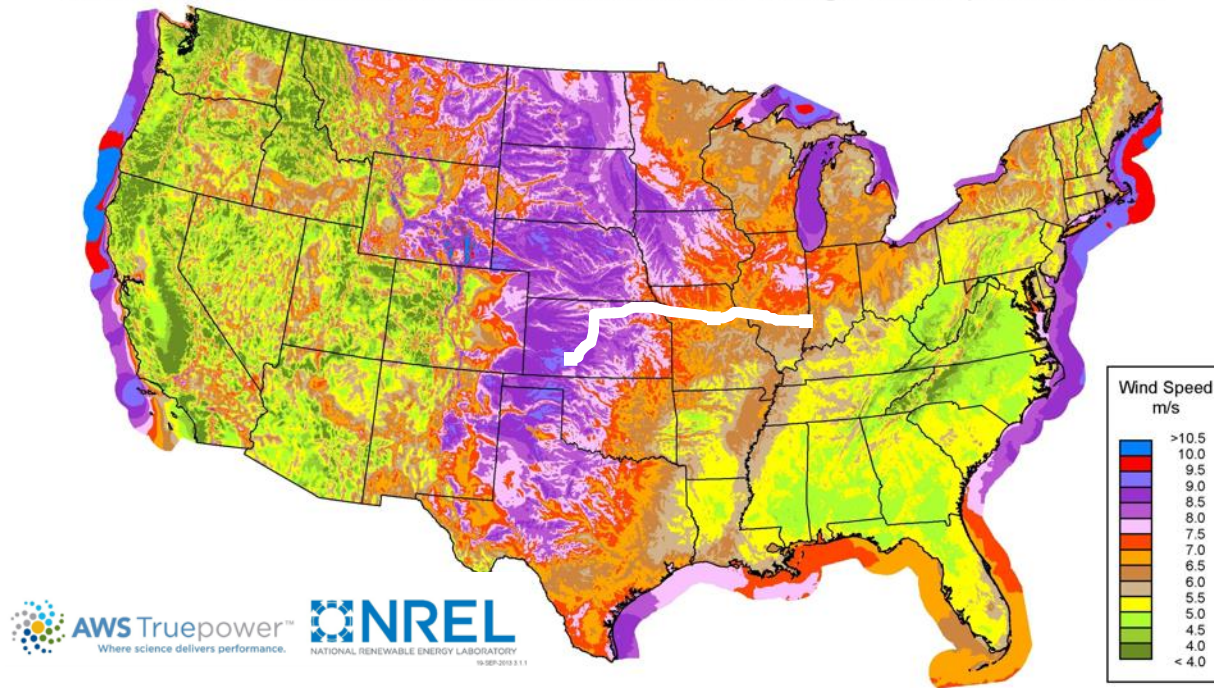 Wind Speed
m/s
>10.5
10.0
9.5
9.0
8.5
8.0
7.5
7.0
6.5
6.0
5.5
5.0
4.5
4.0
< 4.0
AWS Truepower™
Where science delivers performance.
NREL
NATIONAL RENEWABLE ENERGY LABORATORY